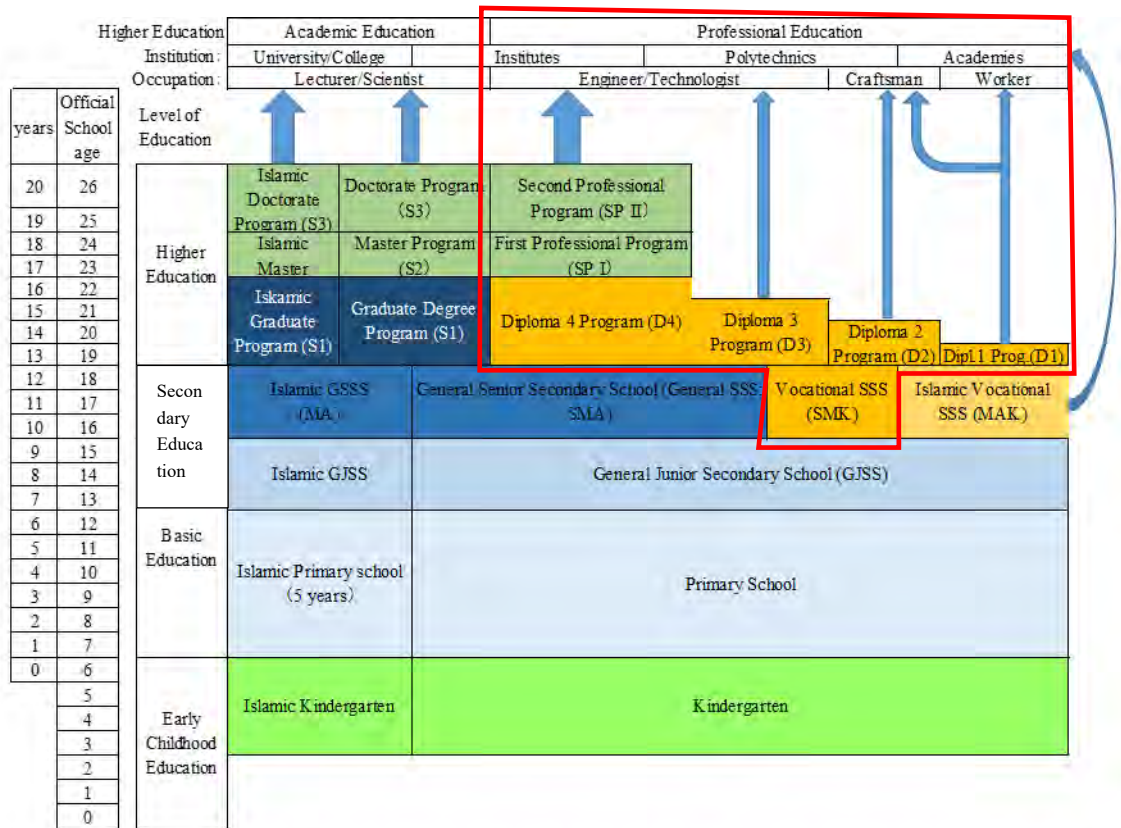 Higher Education
Academic Education
Professional Education
Institution:
University/College
Institutes
Polytechnics
Academies
Occupation:
Lecturer/Scientist
Engineer/Technologist
Craftsman
Worker
years
Official
School
age
Level of
Education
20 26
19 25
18 24
17 23
16 22
15 21
14 20
13 19
12 18
11 17
10 16
9 15
8 14
7 13
6 12
5 11
4 10
3 9
2 8
1 7
0 6
5
4
3
2
1
0
Higher
Education
Islamic
Doctorate
Program (S3)
Doctorate Program
(S3)
Second Professional
Program (SP II)
Islamic
Master
Master Program
(S2)
First Professional Program
(SP I)
Iskamic
Graduate
Program (S1)
Graduate Degree
Program (S1)
Diploma 4 Program (D4)
Diploma 3
Program (D3)
Diploma 2
Program (D2)
Dipl.1 Prog.(D1)
Secon
dary
Educa
tion
Islamic GSSS
(MA)
General Senior Secondary School (General SSS:
SMA)
Vocational SSS
(SMK)
Islamic Vocational
SSS (MAK)
Islamic GJSS
General Junior Secondary School (GJSS)
Basic
Education
Islamic Primary school
(5 years)
Primary School
Early
Childhood
Education
Islamic Kindergarten
Kindergarten